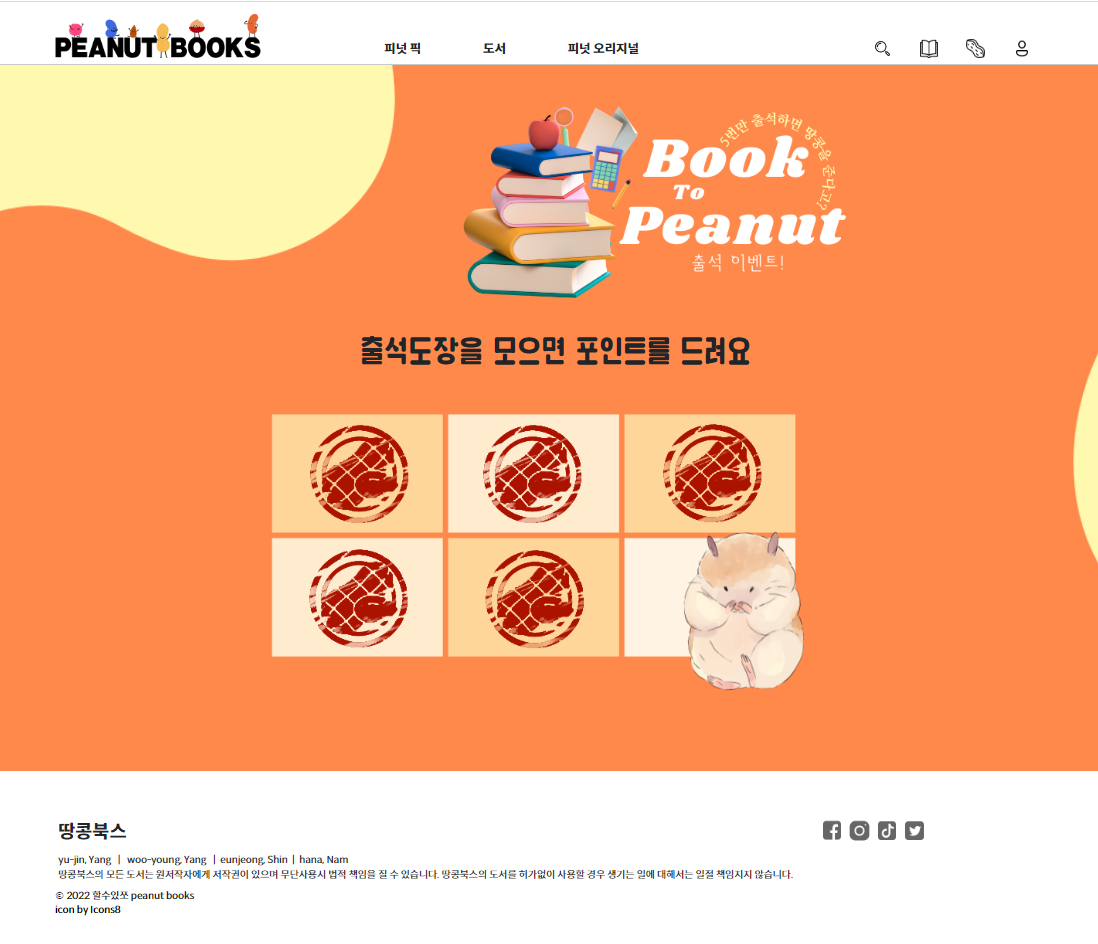 PEANUT BOOKS
피넛 픽 도서 피넛 오리지널
5번만 출석하면 땅콩을 준다고?
Book
To
Peanut
출석 이벤트!
출석도장을 모으면 포인트를 드려요
땅콩북스
yu-jin, Yang | woo-young, Yang | eunjeong, Shin | hana, Nam
땅콩북스의 모든 도서는 원저작자에게 저작권이 있으며 무단사용시 법적 책임을 질 수 있습니다. 땅콩북스의 도서를 허가없이 사용할 경우 생기는 일에 대해서는 일절 책임지지 않습니다.
© 2022 할수있쪼 peanut books
icon by Icons8